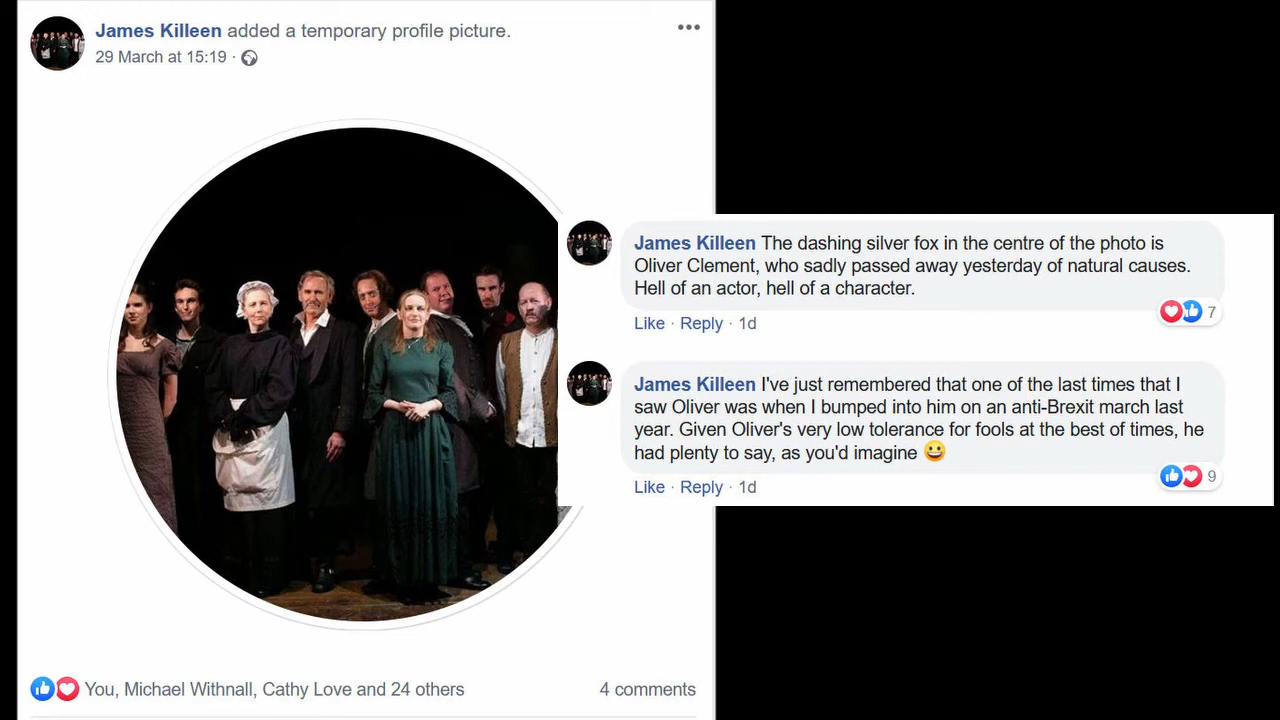 James Killeen added a temporary profile picture.
29 March at 15:19 ·
James Killeen The dashing silver fox in the centre of the photo is
Oliver Clement, who sadly passed away yesterday of natural causes.
Hell of an actor, hell of a character.
7
Like · Reply · 1d
James Killeen I've just remembered that one of the last times that I
saw Oliver was when I bumped into him on an anti-Brexit march last
year. Given Oliver's very low tolerance for fools at the best of times, he
had plenty to say, as you'd imagine 😀
9
Like · Reply · 1d
You, Michael Withnall, Cathy Love and 24 others
4 comments